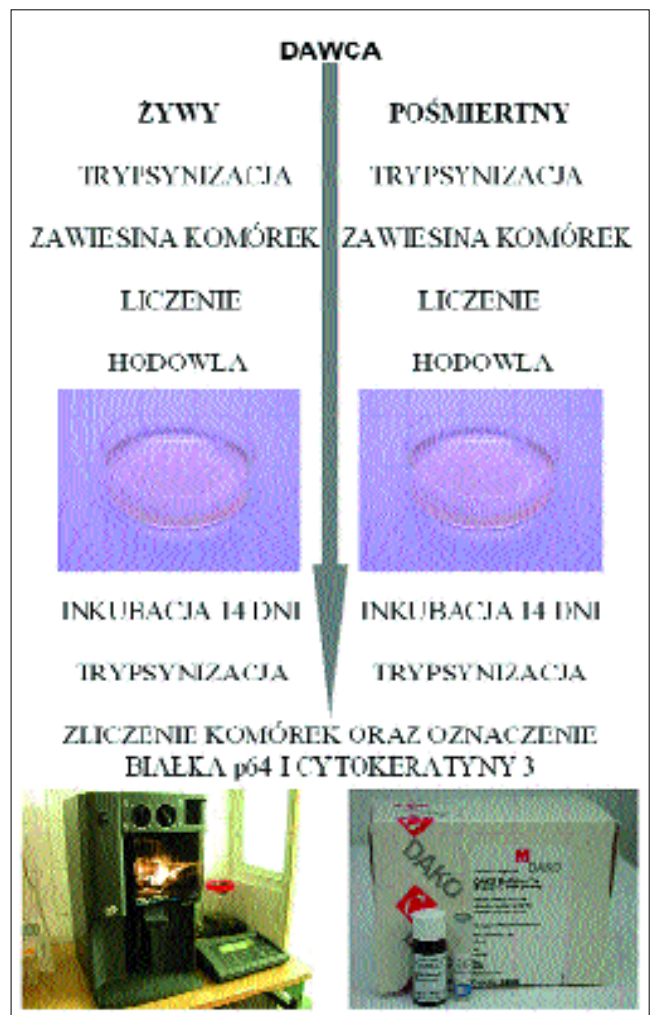 DAWCA
ŻYWY POŚMIERTNY
TRYPSYNIZACJA TRYPSYNIZACJA
ZAWIESINA KOMÓREK ZAWIESINA KOMÓREK
LICZENIE LICZENIE
HODOWLA HODOWLA
INKUBACJA 14 DNI INKUBACJA 14 DNI
TRYPSYNIZACJA TRYPSYNIZACJA
ZLICZENIE KOMÓREK ORAZ OZNACZENIE
BIAŁKA p64 I CYTOKERATYNY 3
DAKO
DAKO